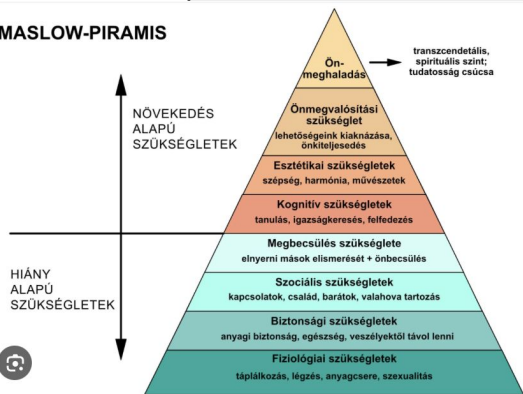 MASLOW-PIRAMIS
Ön-
meghaladás
transzcendetális,
spirituális szint;
tudatosság csúcsa
NÖVEKEDÉS
ALAPÚ
SZÜKSÉGLETEK
Önmegvalósítási
szükséglet
lehetőségeink kiaknázása,
önkiteljesedés
Esztétikai szükségletek
szépség, harmónia, művészetek
Kognitív szükségletek
tanulás, igazságkeresés, felfedezés
HIÁNY
ALAPÚ
SZÜKSÉGLETEK
Megbecsülés szükséglete
elnyerni mások elismerését + önbecsülés
Szociális szükségletek
kapcsolatok, család, barátok, valahova tartozás
Biztonsági szükségletek
anyagi biztonság, egészség, veszélyektől távol lenni
Fiziológiai szükségletek
táplálkozás, légzés, anyagcsere, szexualitás